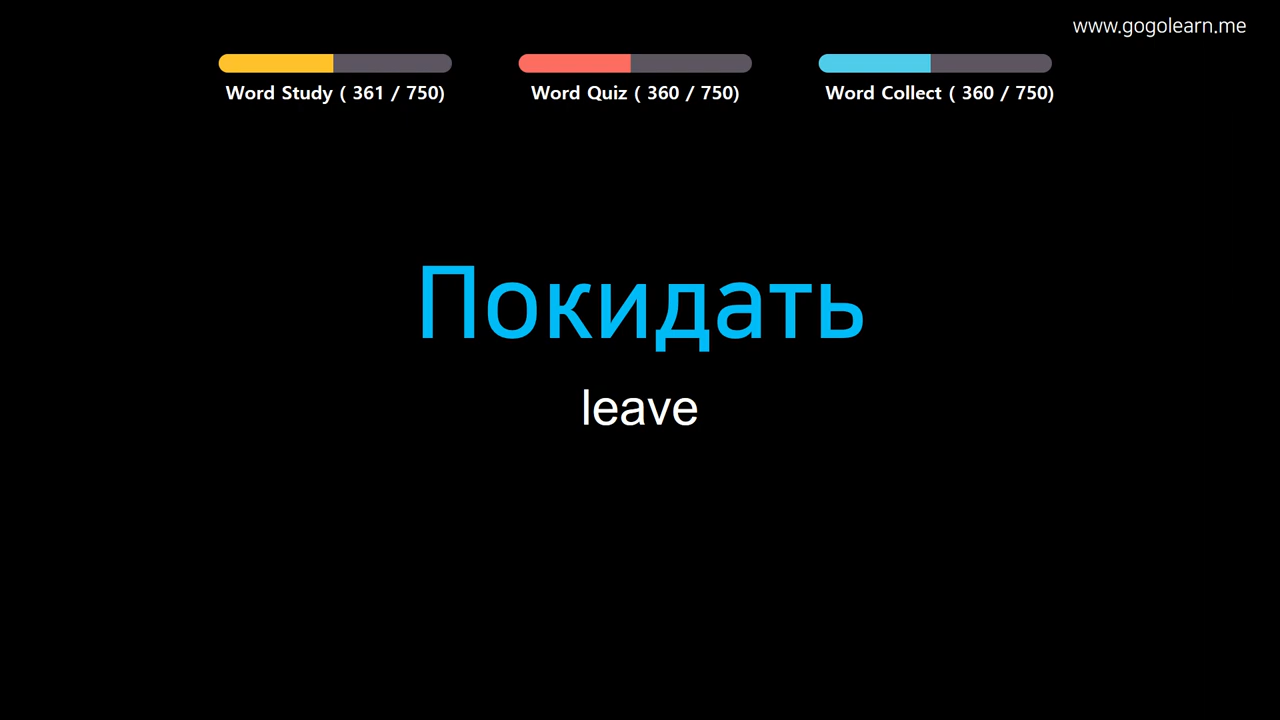 www.gogolearn.me
Word Study ( 361 / 750)
Word Quiz ( 360 / 750)
Word Collect ( 360 / 750)
Покидать
leave